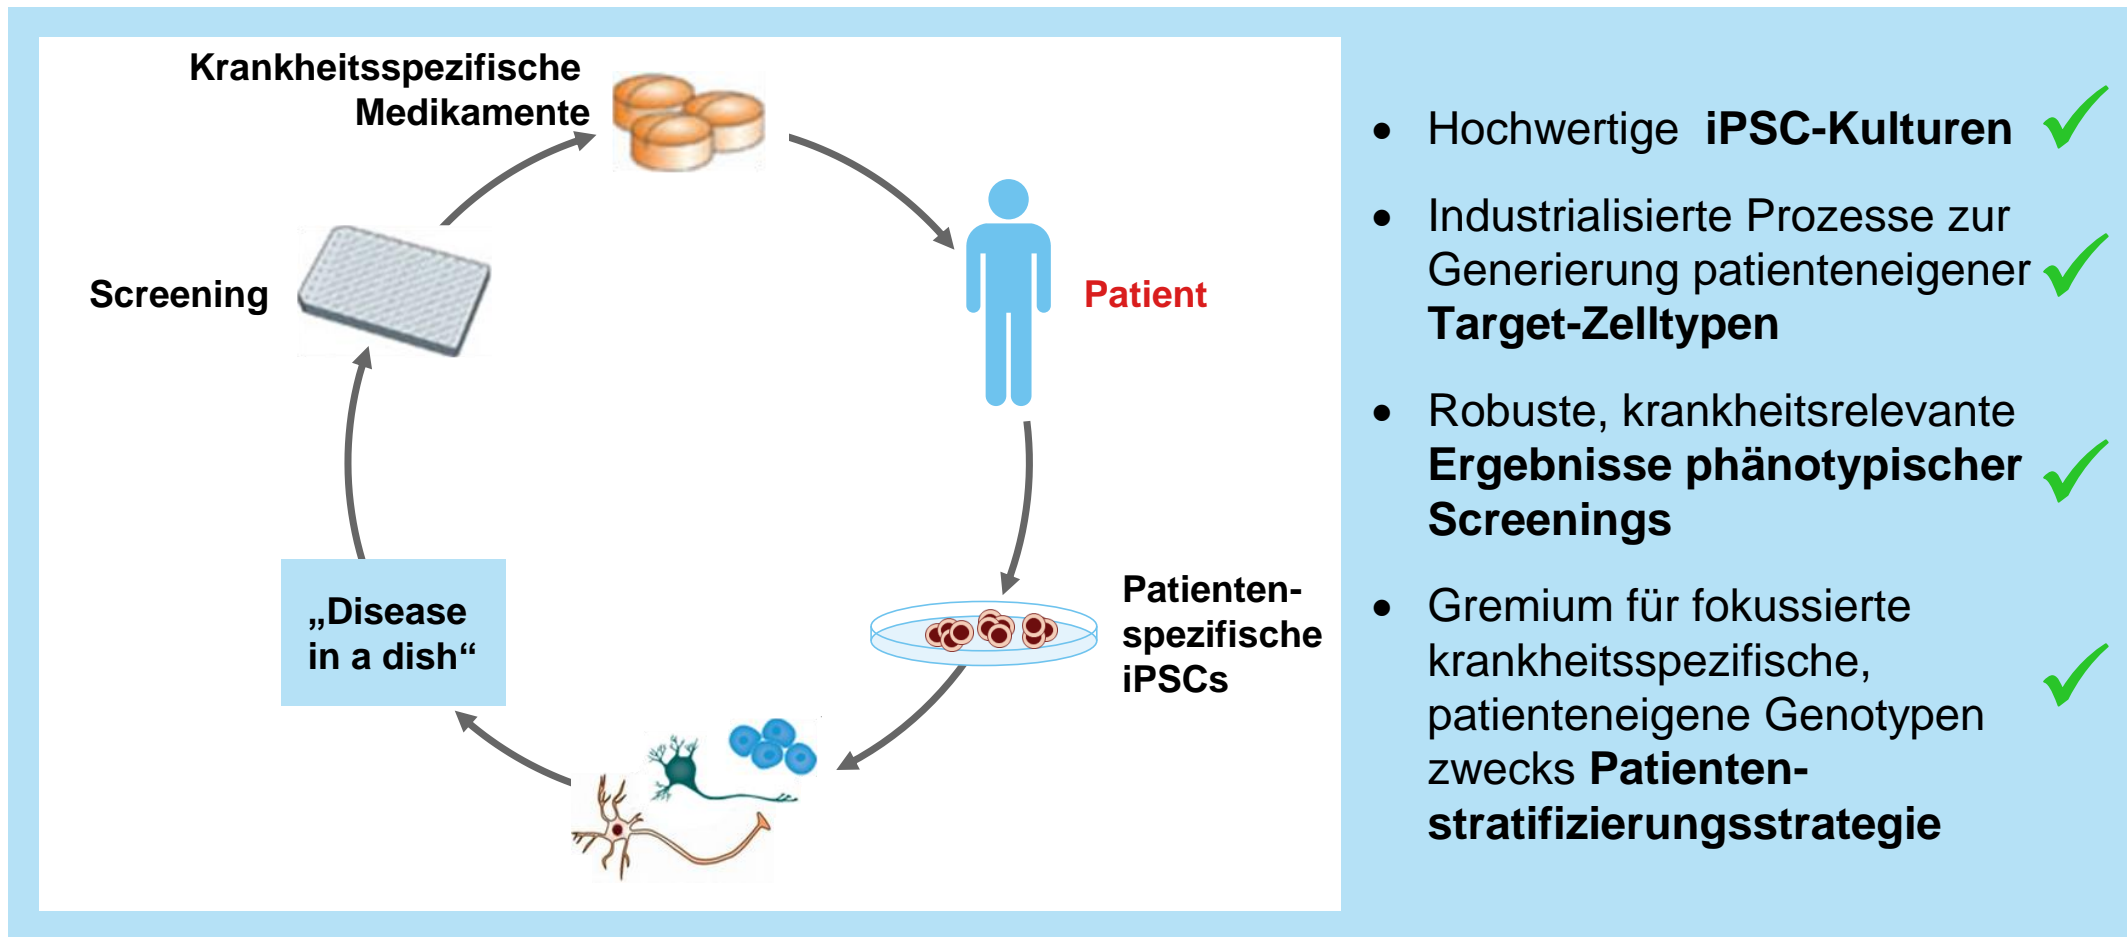 Krankheitsspezifische
Medikamente
Screening
Patient
„Disease
in a dish“
Patienten-
spezifische
iPSCs
• Hochwertige iPSC-Kulturen
• Industrialisierte Prozesse zur
Generierung patienteneigener
Target-Zelltypen
• Robuste, krankheitsrelevante
Ergebnisse phänotypischer
Screenings
• Gremium für fokussierte
krankheitsspezifische,
patienteneigene Genotypen
zwecks Patienten-
stratifizierungsstrategie